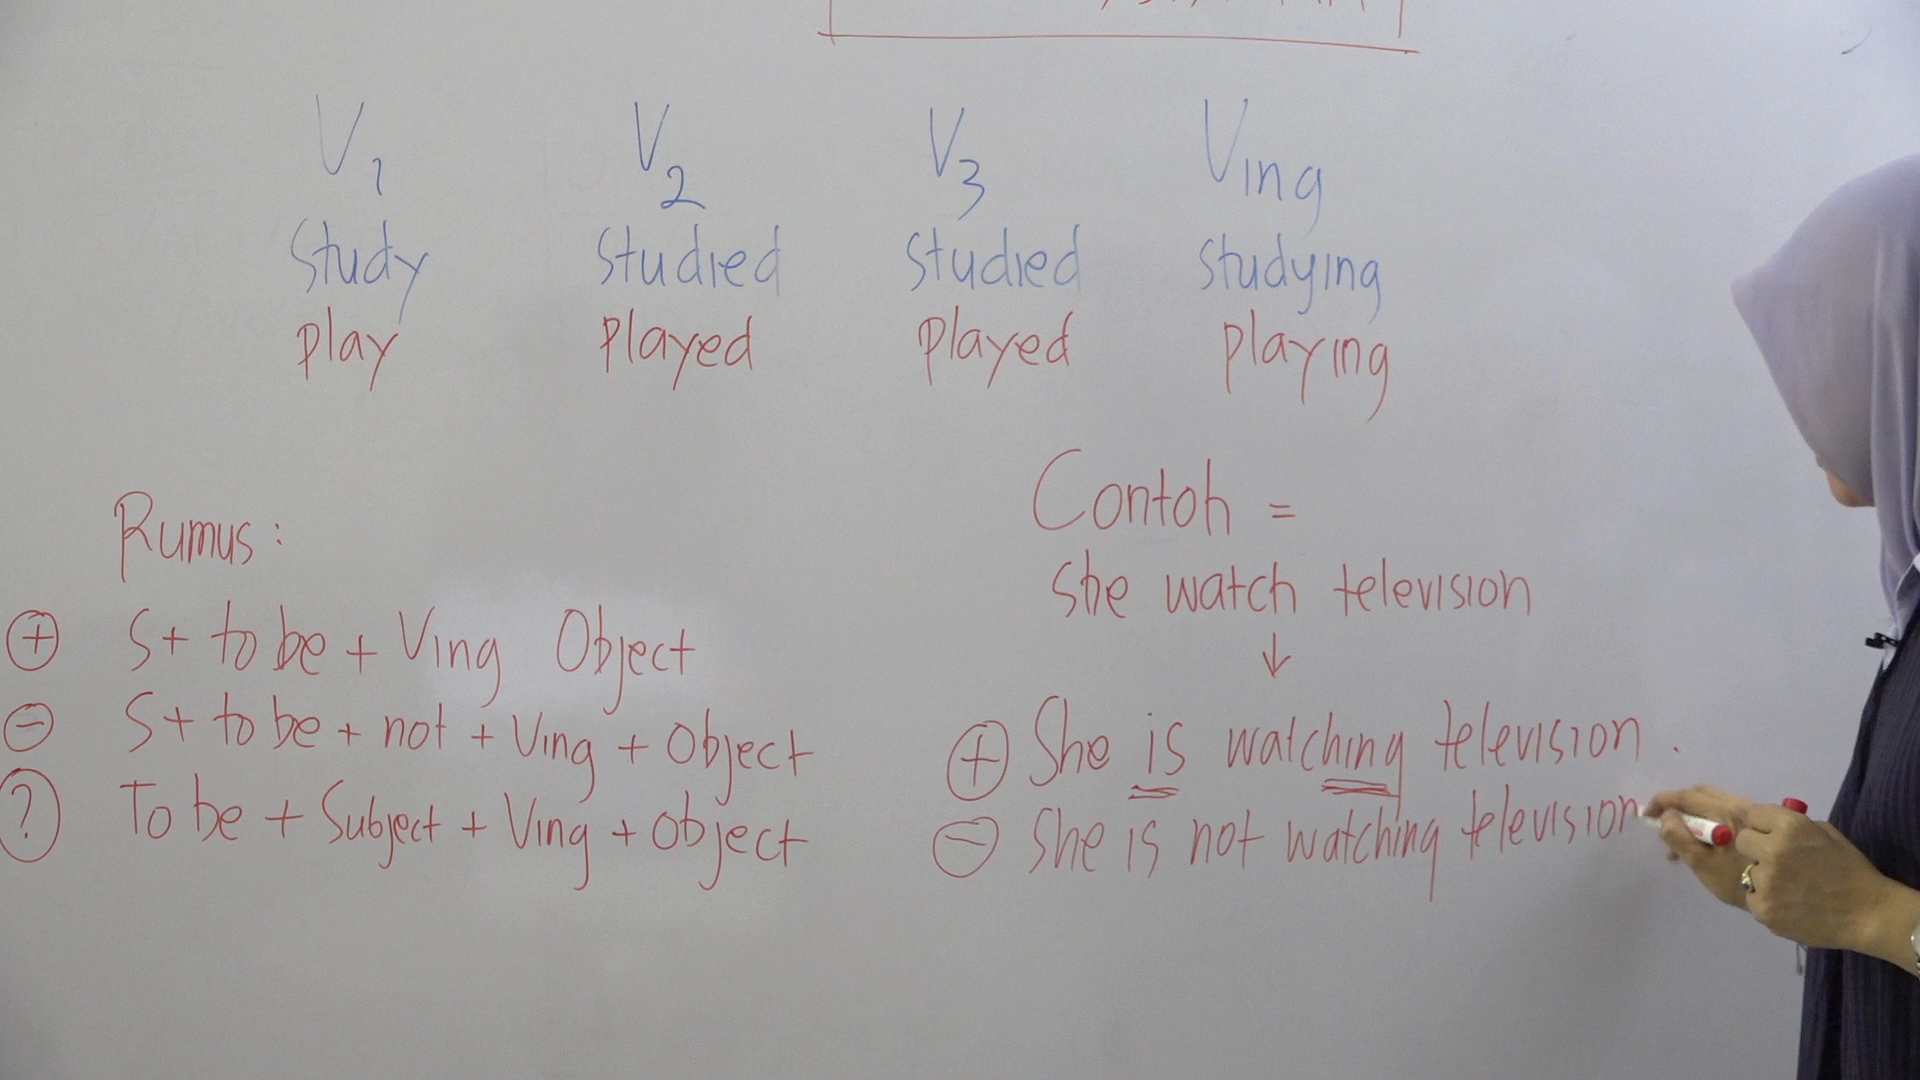 V1 V2 V3 Ving
Study Studied Studied Studying
Play Played Played Playing
Rumus :
+ S + to be + Ving Object
- S + to be + not + Ving + Object
? To be + Subject + Ving + Object
Contoh =
She watch television
↓
+ She is watching television .
- She is not watching television